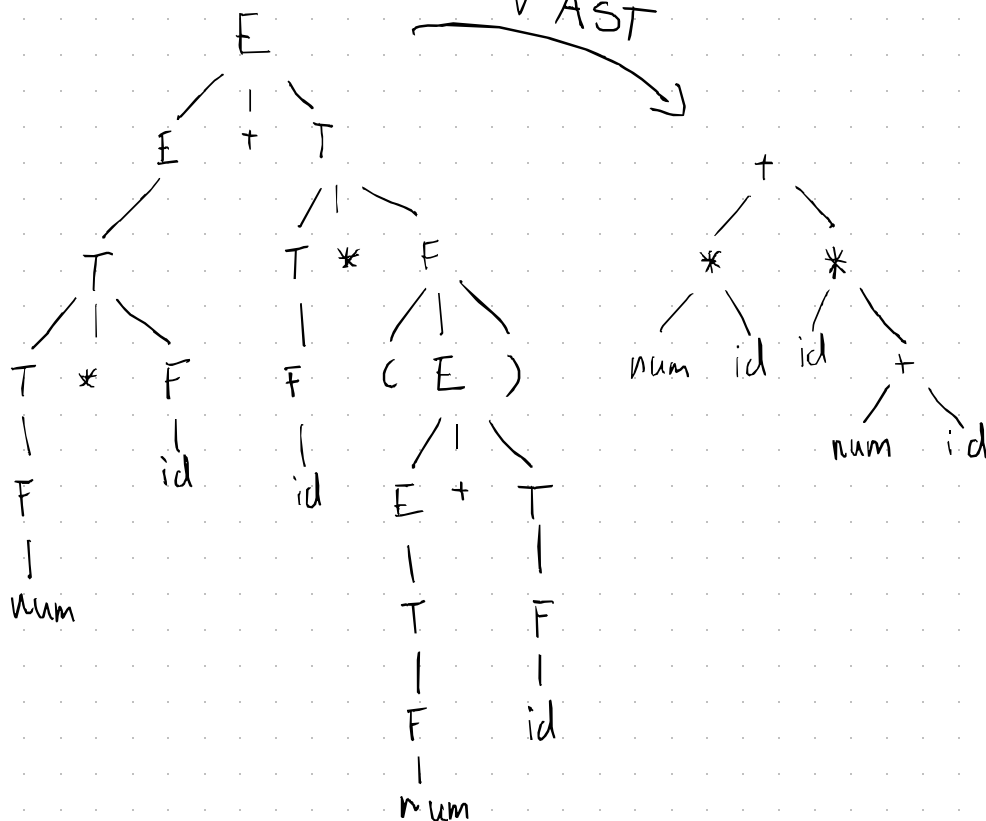 V AST
E
E + T
+
T T * F
* *
T * F F ( E )
num id id +
id id E + T
num id
F
num T F
F id
num